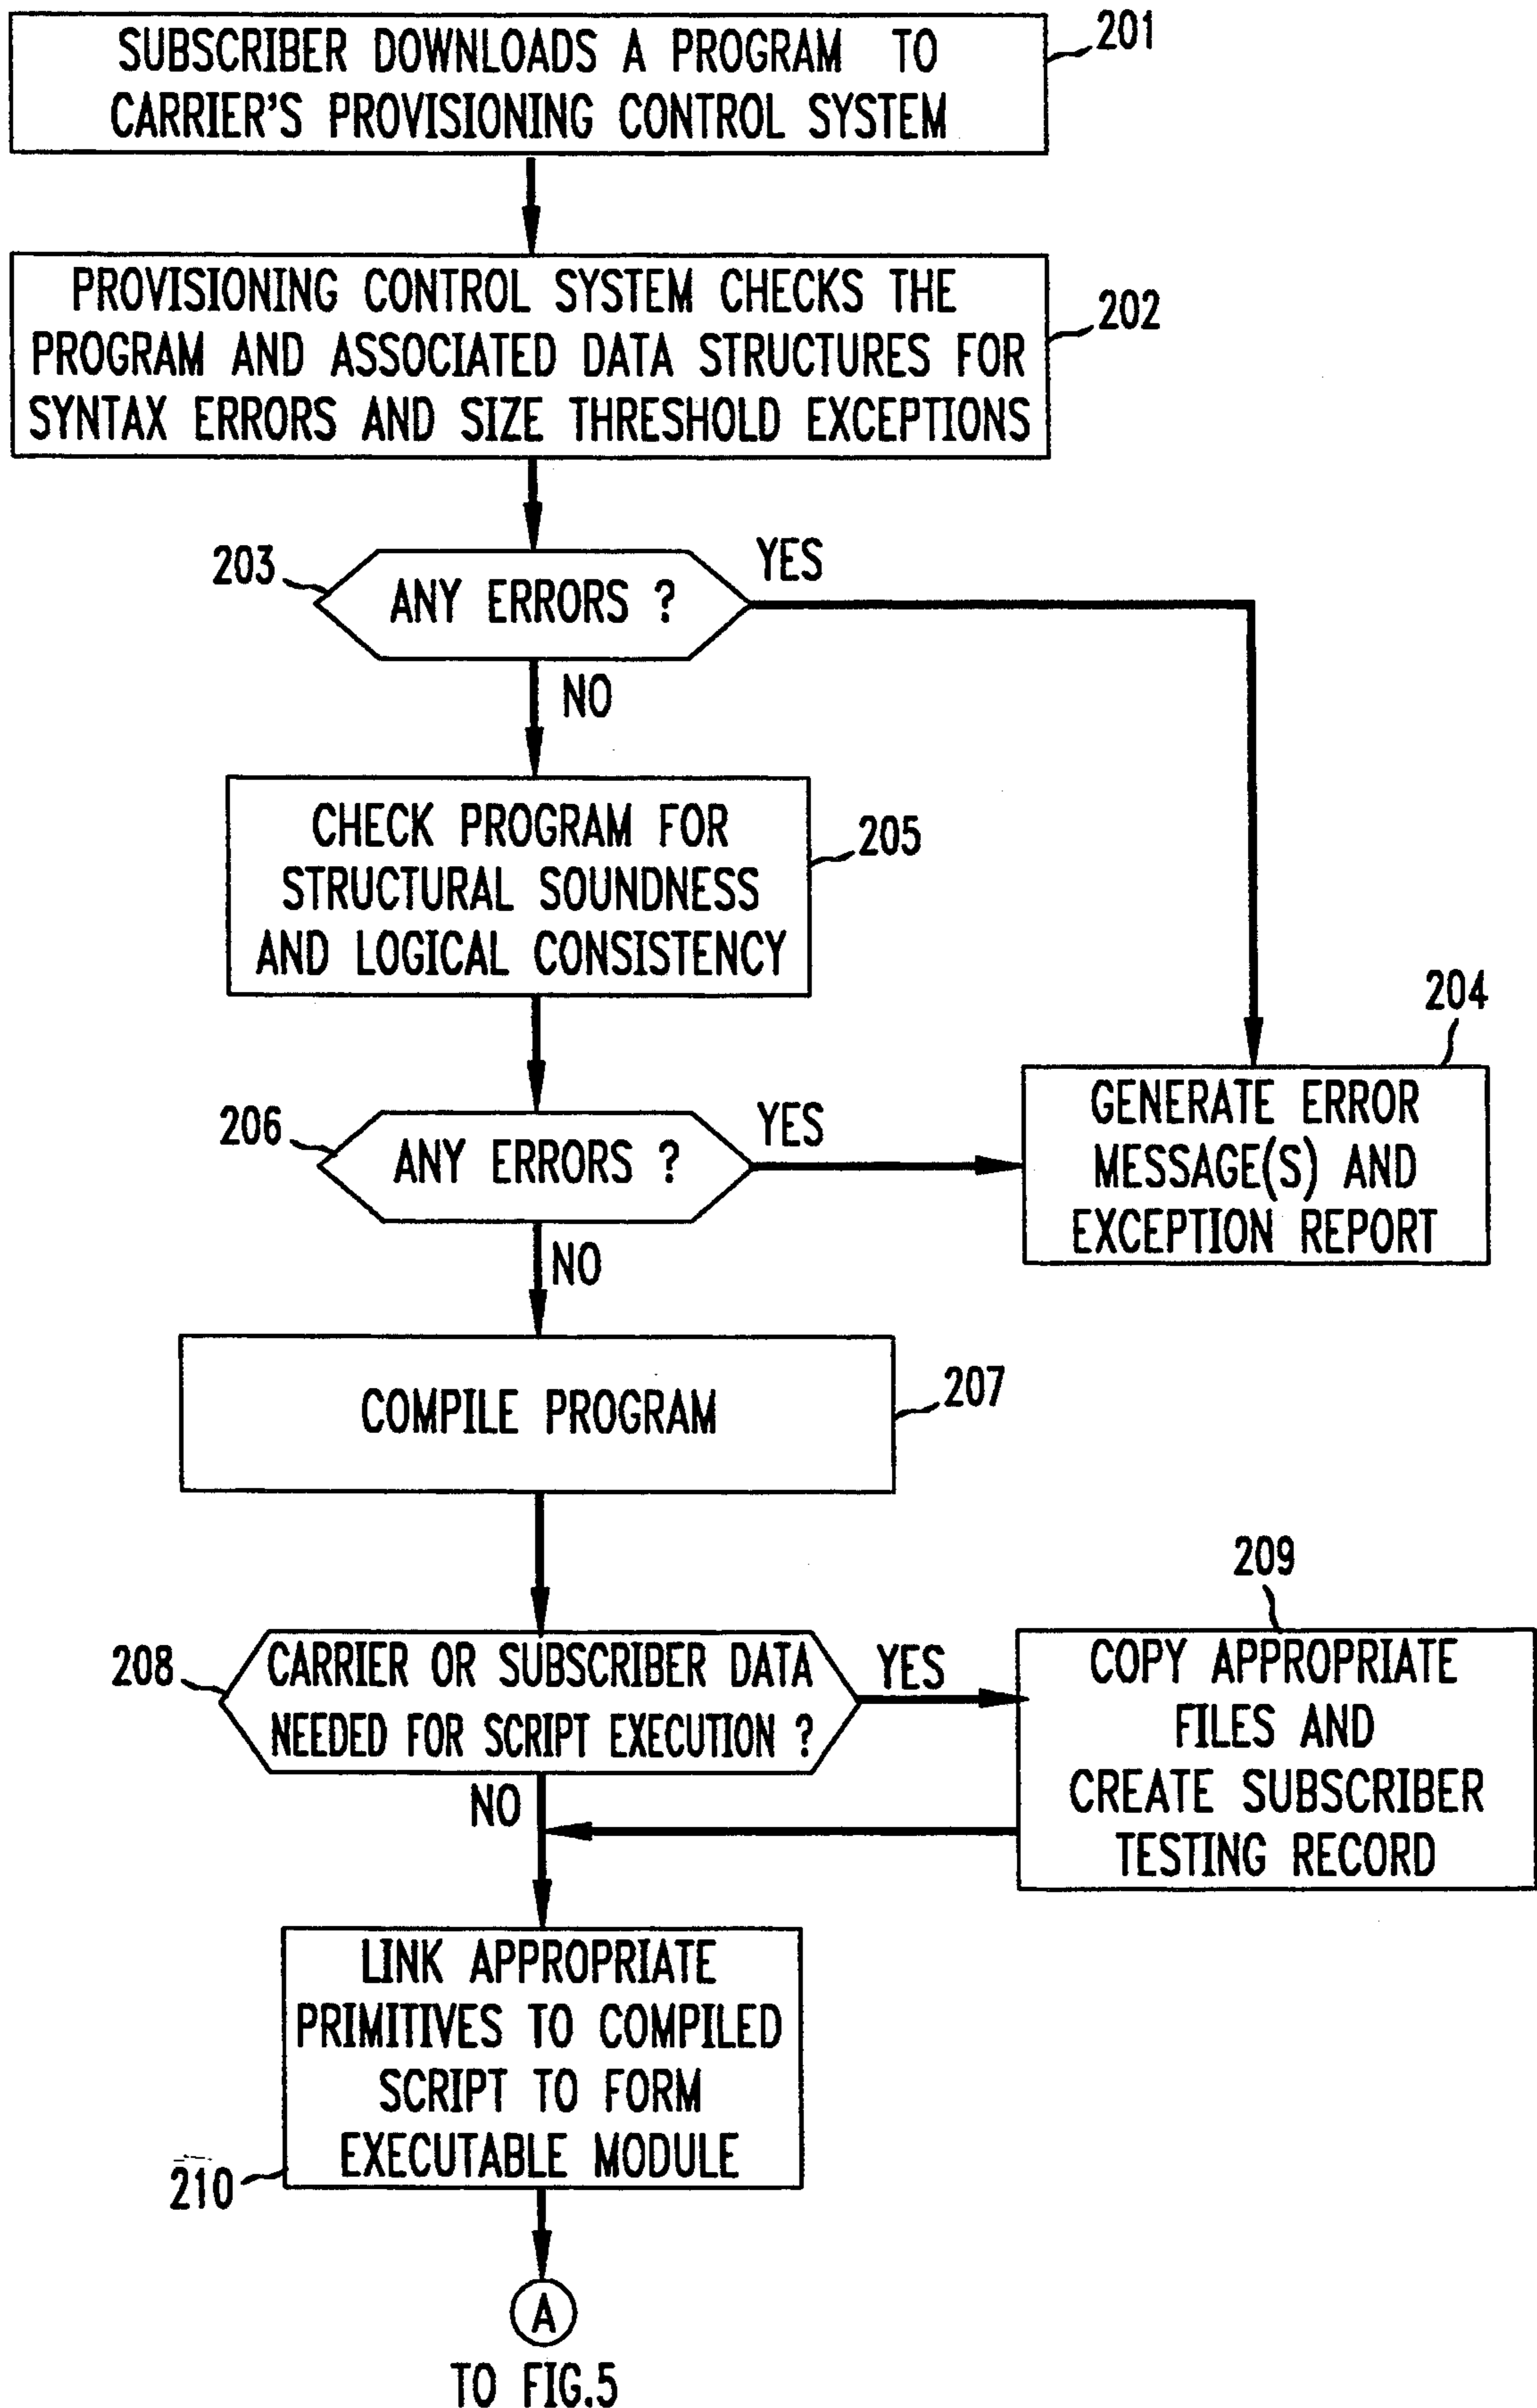 SUBSCRIBER DOWNLOADS A PROGRAM TO
CARRIER'S PROVISIONING CONTROL SYSTEM
201
PROVISIONING CONTROL SYSTEM CHECKS THE
PROGRAM AND ASSOCIATED DATA STRUCTURES FOR
SYNTAX ERRORS AND SIZE THRESHOLD EXCEPTIONS
202
203
ANY ERRORS ?
YES
NO
CHECK PROGRAM FOR
STRUCTURAL SOUNDNESS
AND LOGICAL CONSISTENCY
205
204
GENERATE ERROR
MESSAGE(S) AND
EXCEPTION REPORT
206
ANY ERRORS ?
YES
NO
COMPILE PROGRAM
207
208
CARRIER OR SUBSCRIBER DATA
NEEDED FOR SCRIPT EXECUTION ?
YES
NO
209
COPY APPROPRIATE
FILES AND
CREATE SUBSCRIBER
TESTING RECORD
LINK APPROPRIATE
PRIMITIVES TO COMPILED
SCRIPT TO FORM
EXECUTABLE MODULE
210
A
TO FIG.5